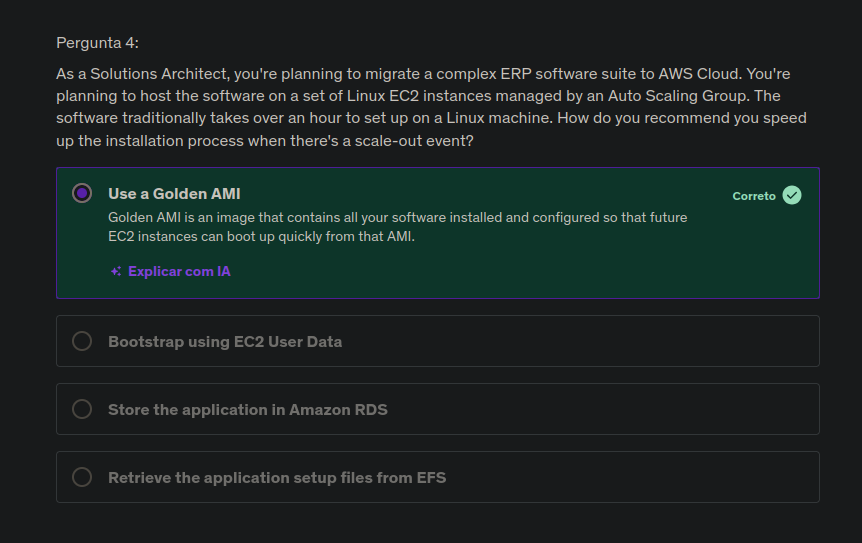 Pergunta 4:
As a Solutions Architect, you're planning to migrate a complex ERP software suite to AWS Cloud. You're
planning to host the software on a set of Linux EC2 instances managed by an Auto Scaling Group. The
software traditionally takes over an hour to set up on a Linux machine. How do you recommend you speed
up the installation process when there's a scale-out event?
Use a Golden AMI
Correto
Golden AMI is an image that contains all your software installed and configured so that future
EC2 instances can boot up quickly from that AMI.
Explicar com IA
Bootstrap using EC2 User Data
Store the application in Amazon RDS
Retrieve the application setup files from EFS